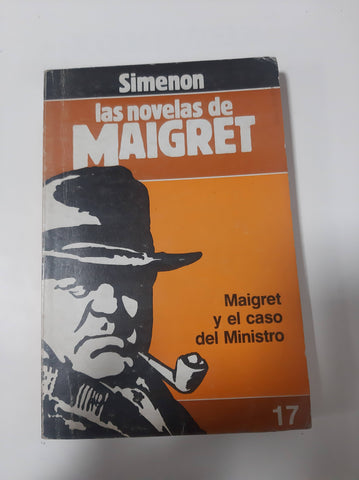 Simenon
las novelas de
MAIGRET
Maigret
y el caso
del Ministro
17